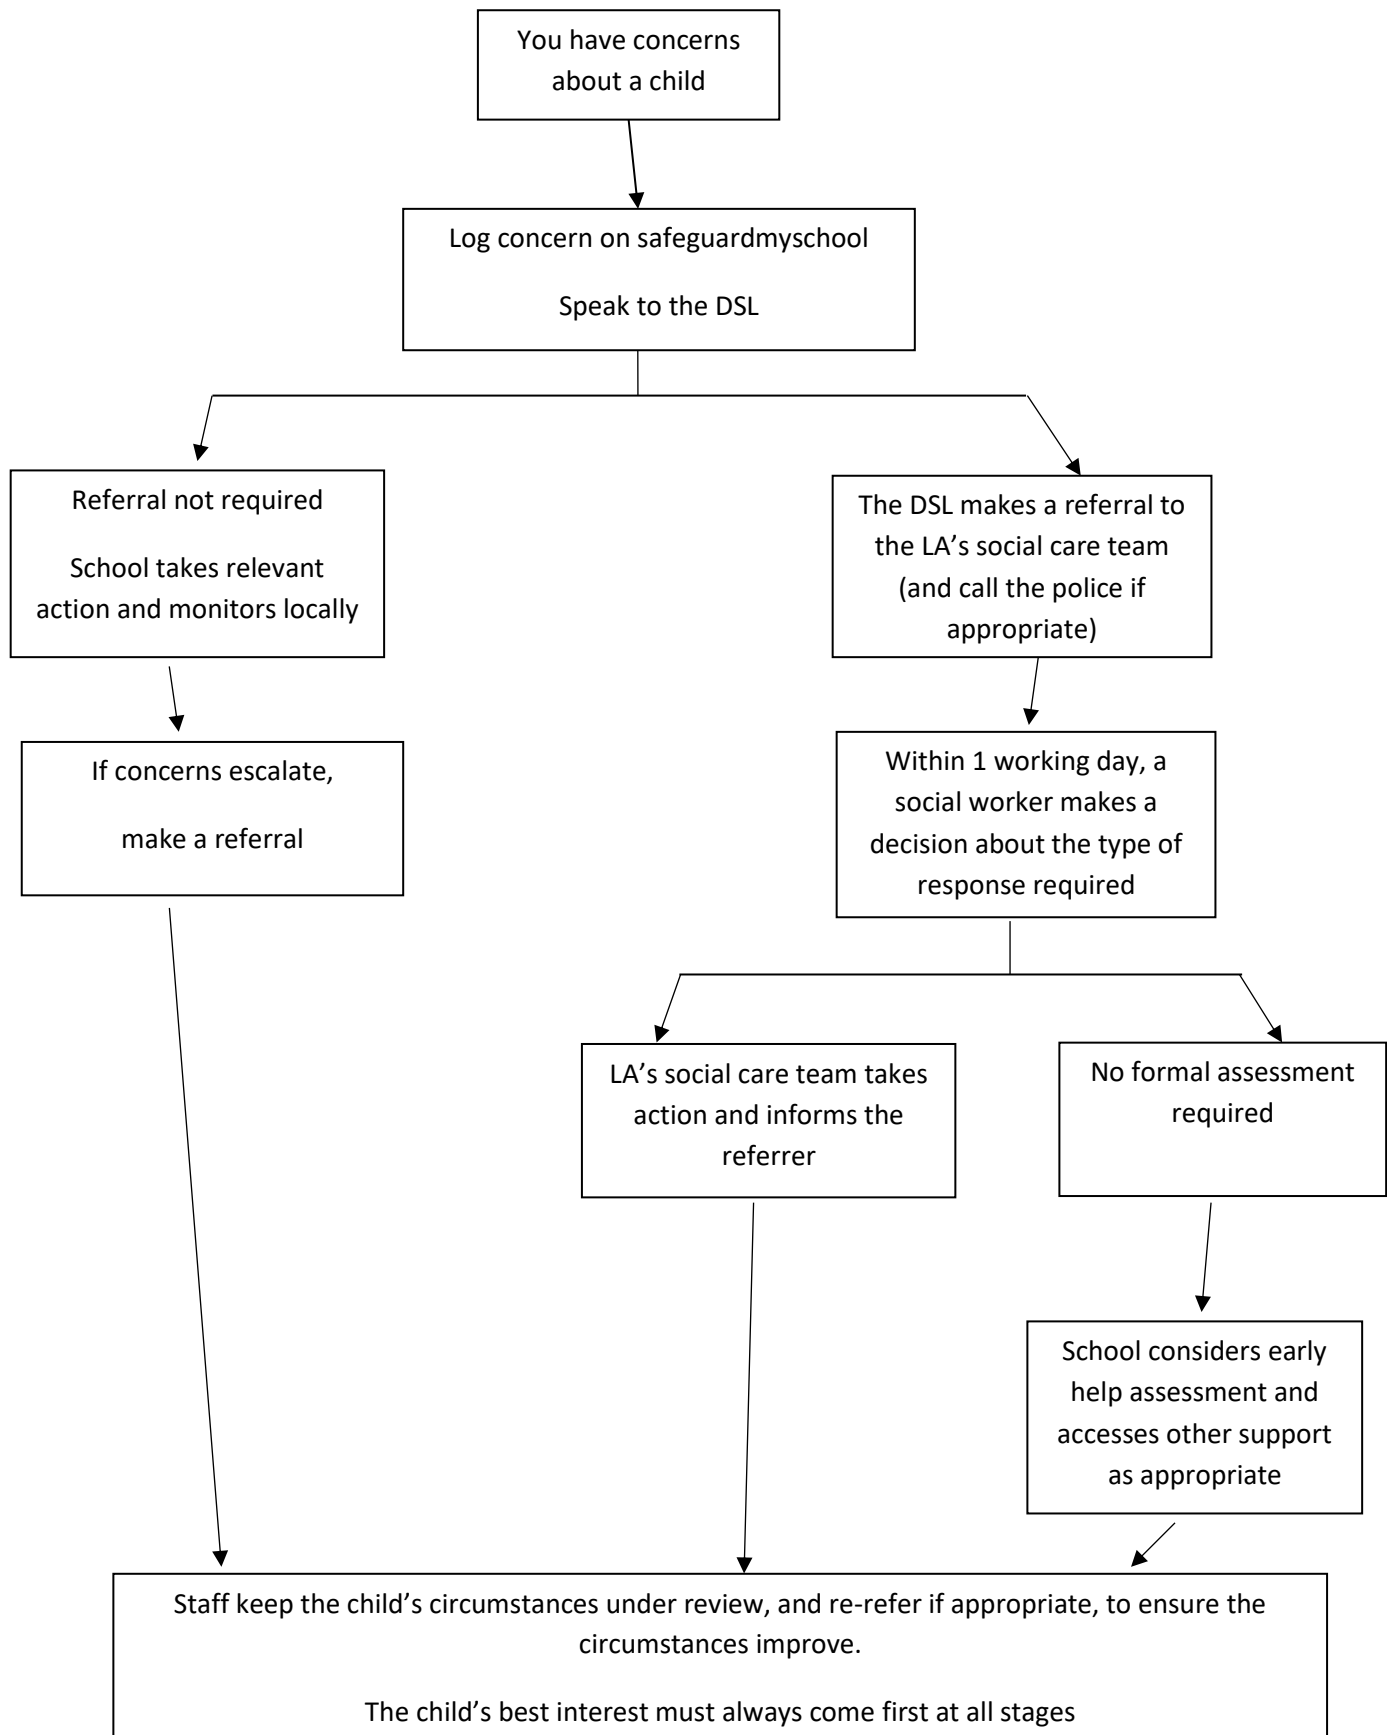 You have concerns
about a child
Log concern on safeguardmyschool
Speak to the DSL
Referral not required
School takes relevant
action and monitors locally
If concerns escalate,
make a referral
The DSL makes a referral to
the LA’s social care team
(and call the police if
appropriate)
Within 1 working day, a
social worker makes a
decision about the type of
response required
LA’s social care team takes
action and informs the
referrer
No formal assessment
required
School considers early
help assessment and
accesses other support
as appropriate
Staff keep the child’s circumstances under review, and re-refer if appropriate, to ensure the
circumstances improve.
The child’s best interest must always come first at all stages